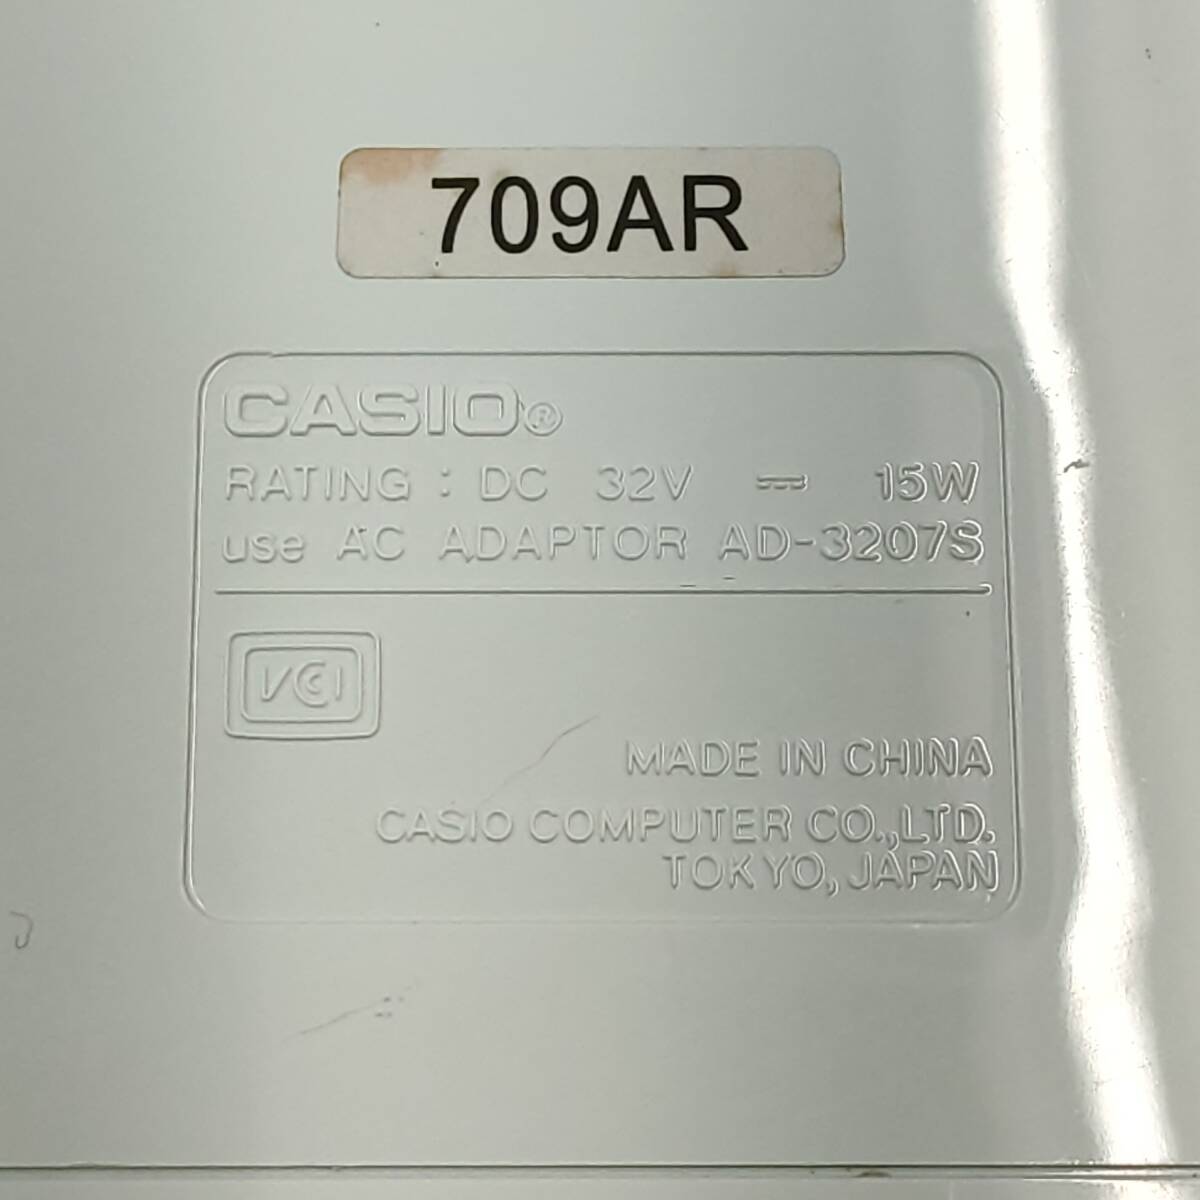 709AR
CASIO®
RATING : DC 32V ⎓ 15W
use AC ADAPTOR AD-3207S
VCI
MADE IN CHINA
CASIO COMPUTER CO.,LTD.
TOKYO, JAPAN